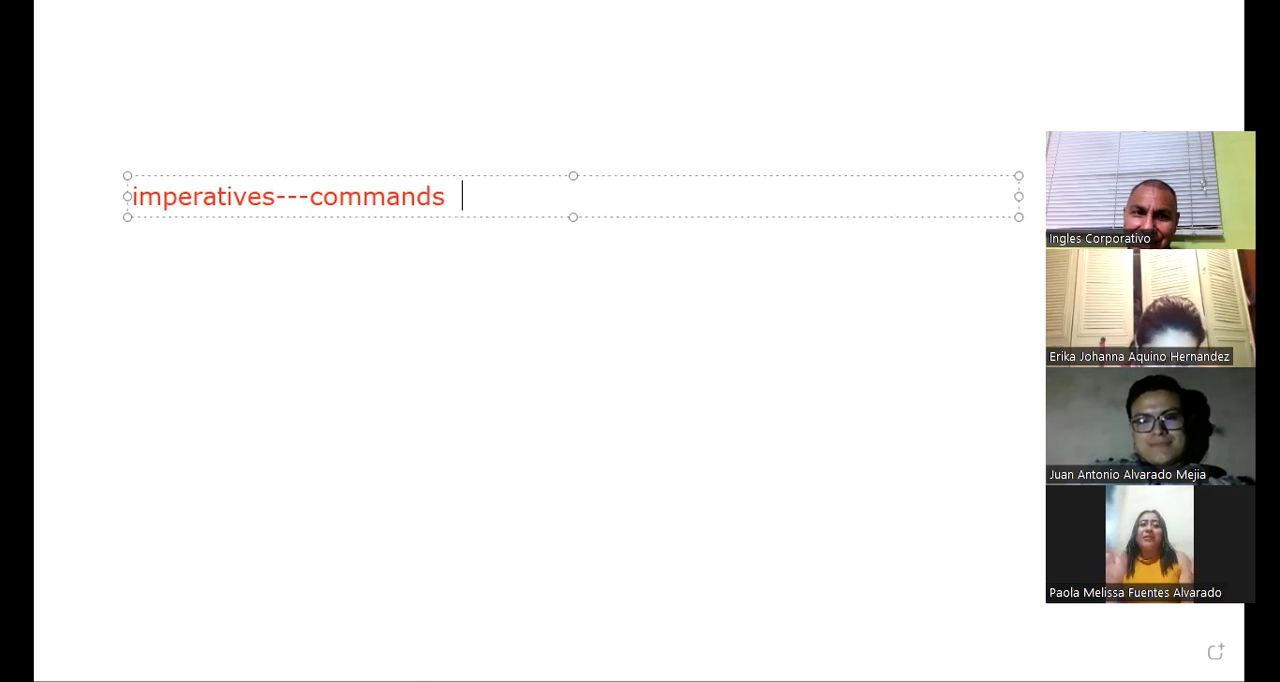 imperatives---commands
Ingles Corporativo
Erika Johanna Aquino Hernandez
Juan Antonio Alvarado Mejia
Paola Melissa Fuentes Alvarado